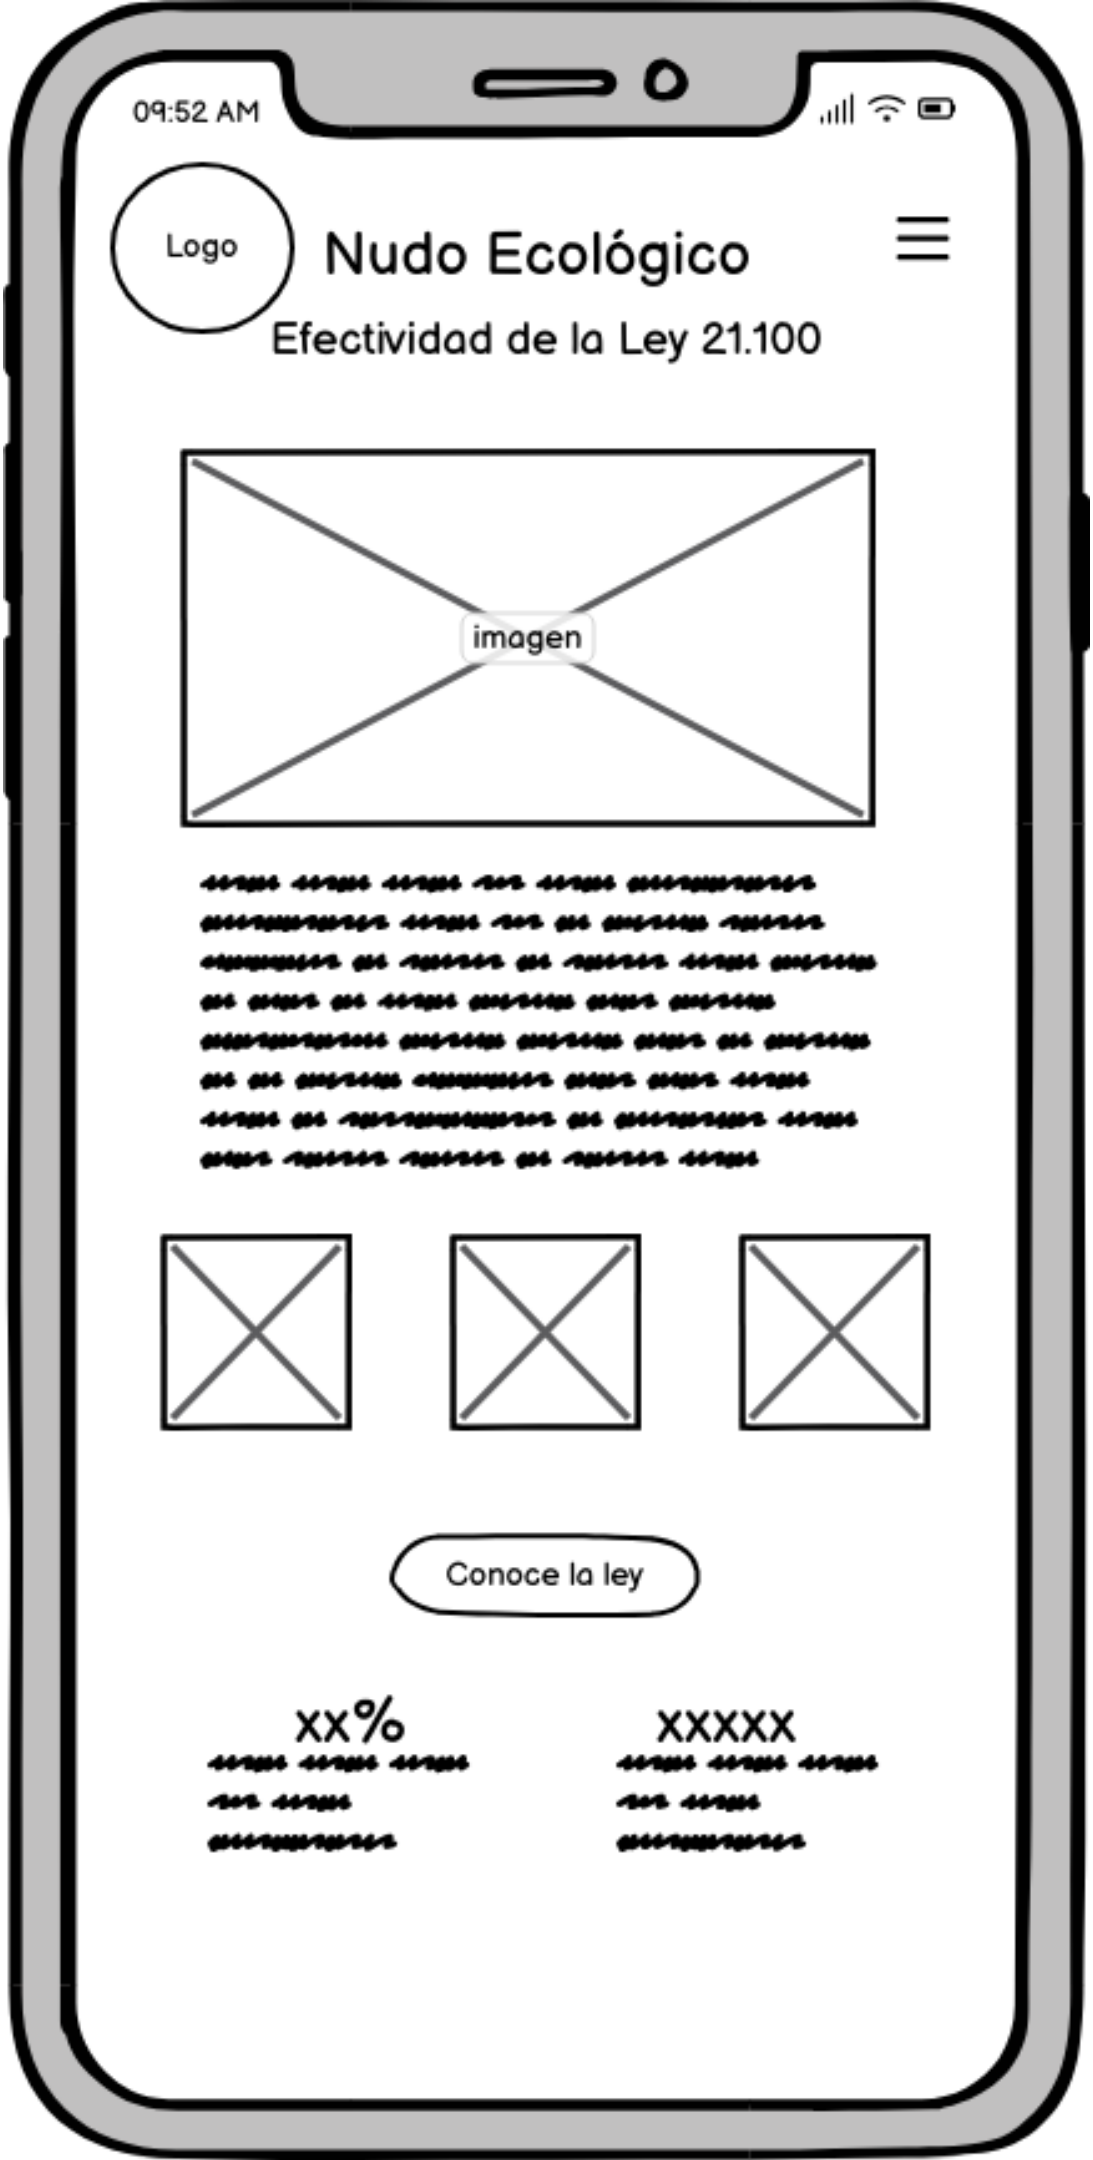 09:52 AM
Logo
Nudo Ecológico
Efectividad de la Ley 21.100
imagen
Conoce la ley
xx% xxxxx